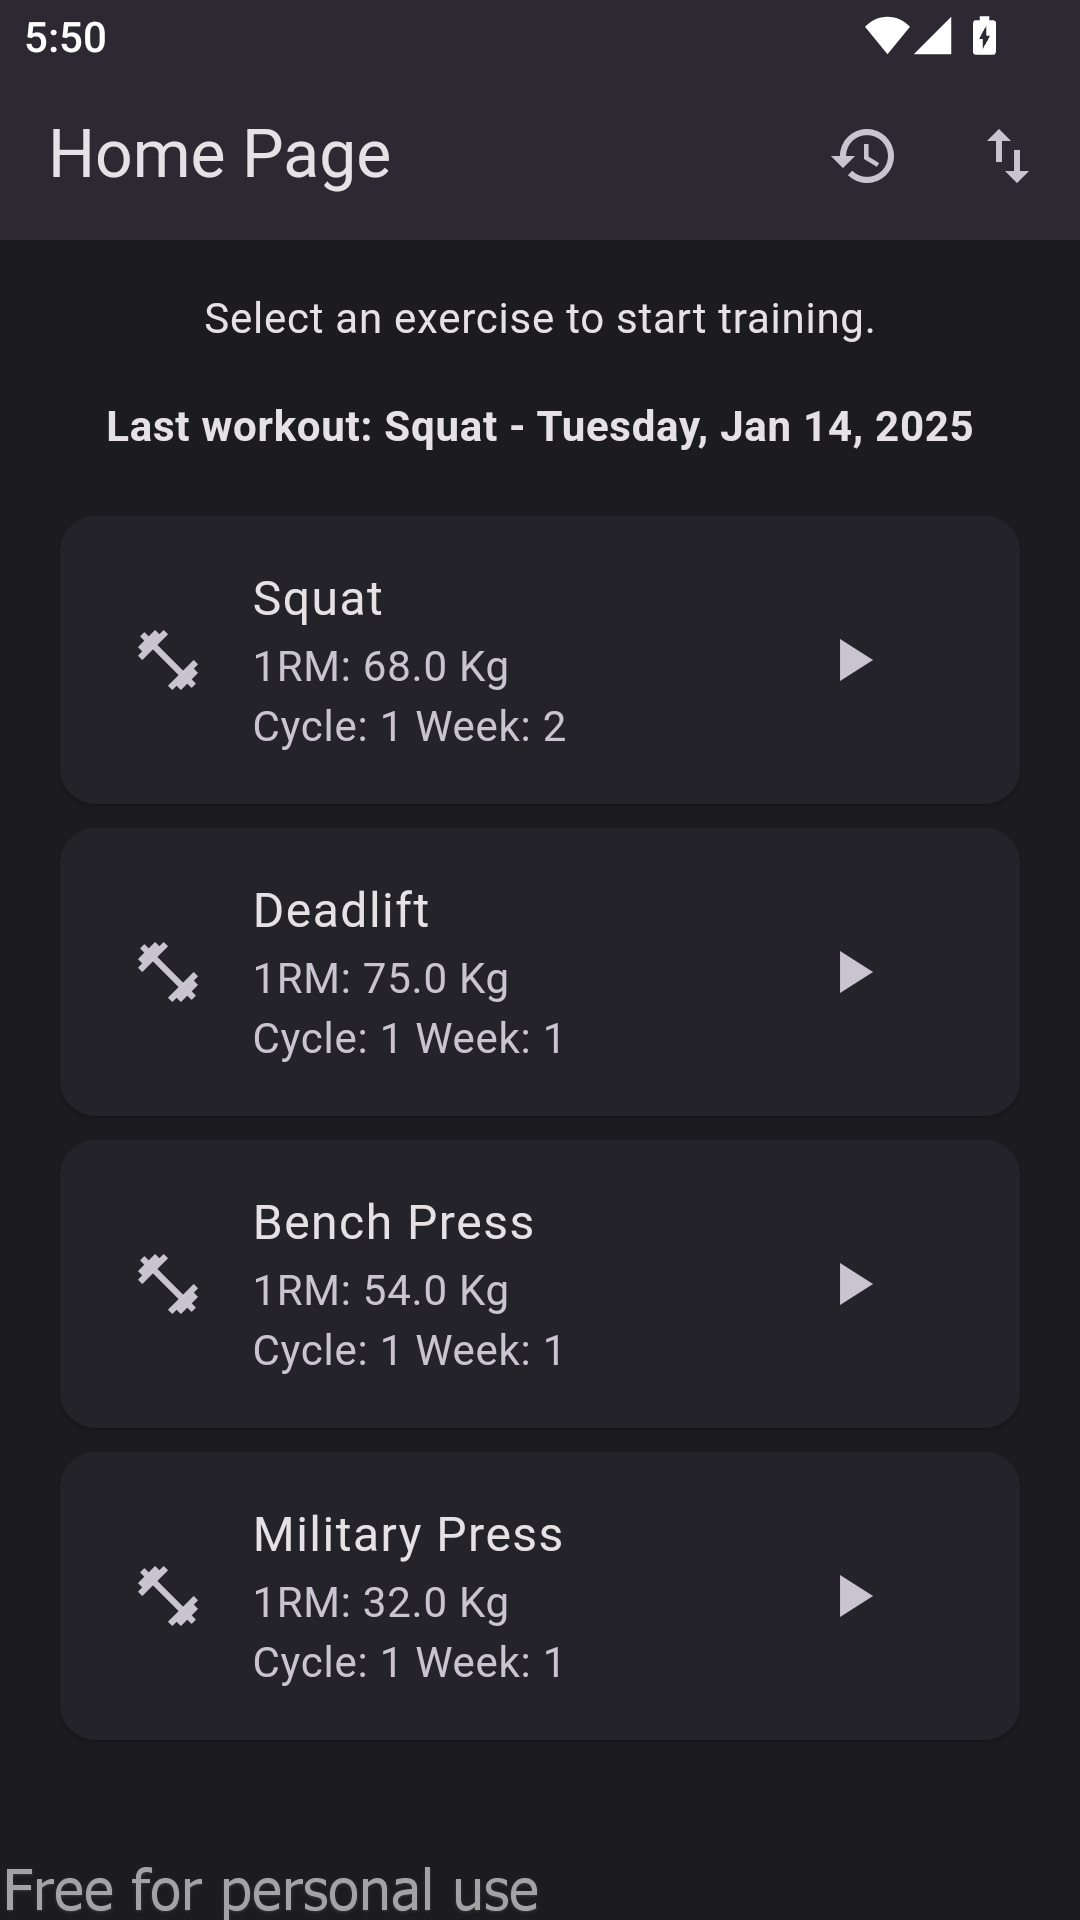 5:50
Home Page
Select an exercise to start training.
Last workout: Squat - Tuesday, Jan 14, 2025
Squat
1RM: 68.0 Kg
Cycle: 1 Week: 2
Deadlift
1RM: 75.0 Kg
Cycle: 1 Week: 1
Bench Press
1RM: 54.0 Kg
Cycle: 1 Week: 1
Military Press
1RM: 32.0 Kg
Cycle: 1 Week: 1
Free for personal use